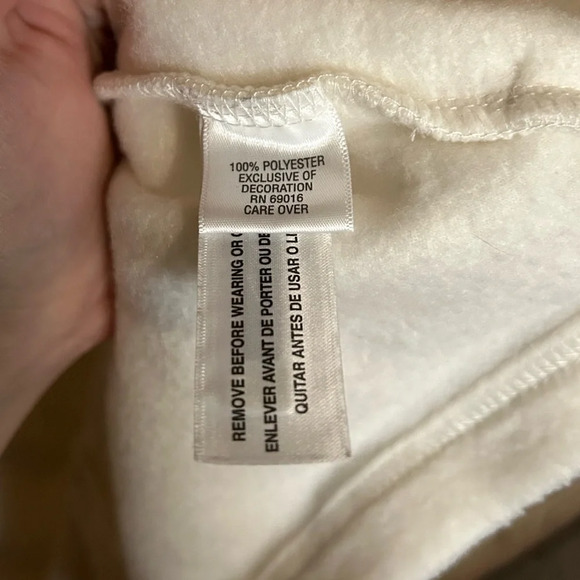 100% POLYESTER
EXCLUSIVE OF
DECORATION
RN 69016
CARE OVER
REMOVE BEFORE WEARING OR
ENLEVER AVANT DE PORTER OU DE
QUITAR ANTES DE USAR O